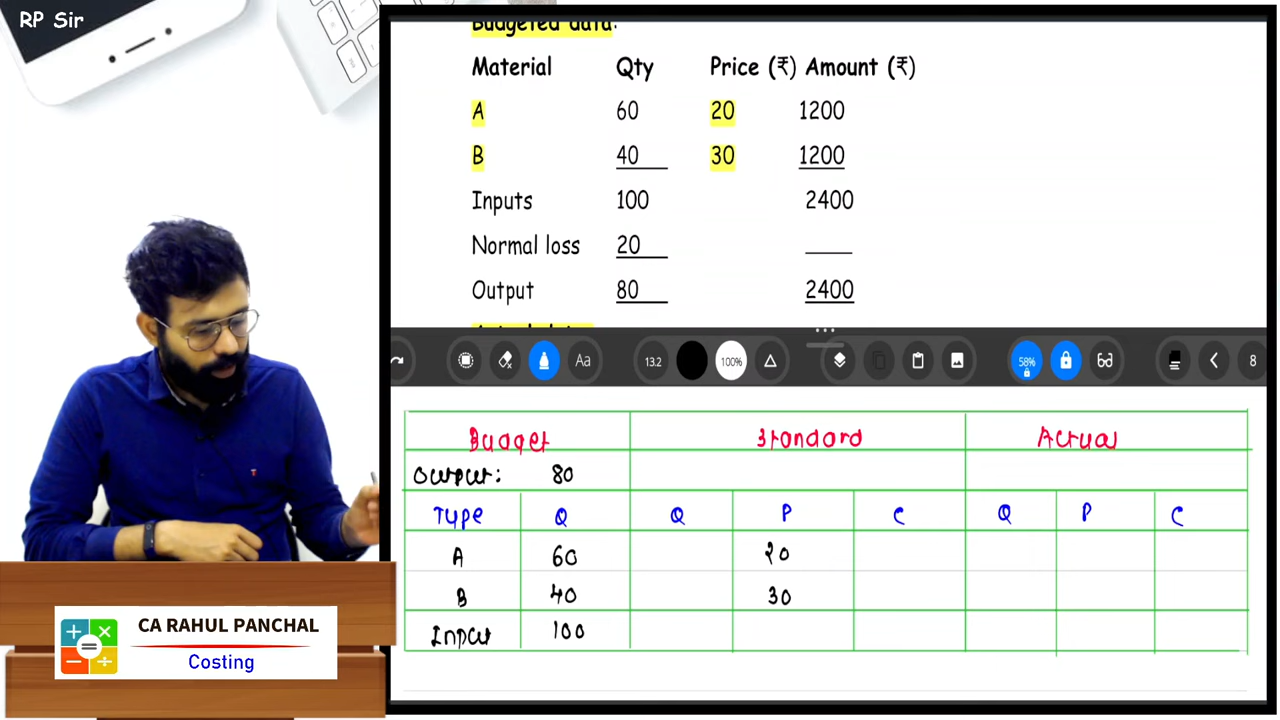 RP Sir
Budgeted data:
Material Qty Price (₹) Amount (₹)
A 60 20 1200
B 40 30 1200
Inputs 100 2400
Normal loss 20
Output 80 2400
Aa 13.2 100% 58% 8
Budget Standard Actual
Output: 80
Type Q Q P C Q P C
A 60 20
B 40 30
Input 100
CA RAHUL PANCHAL
Costing